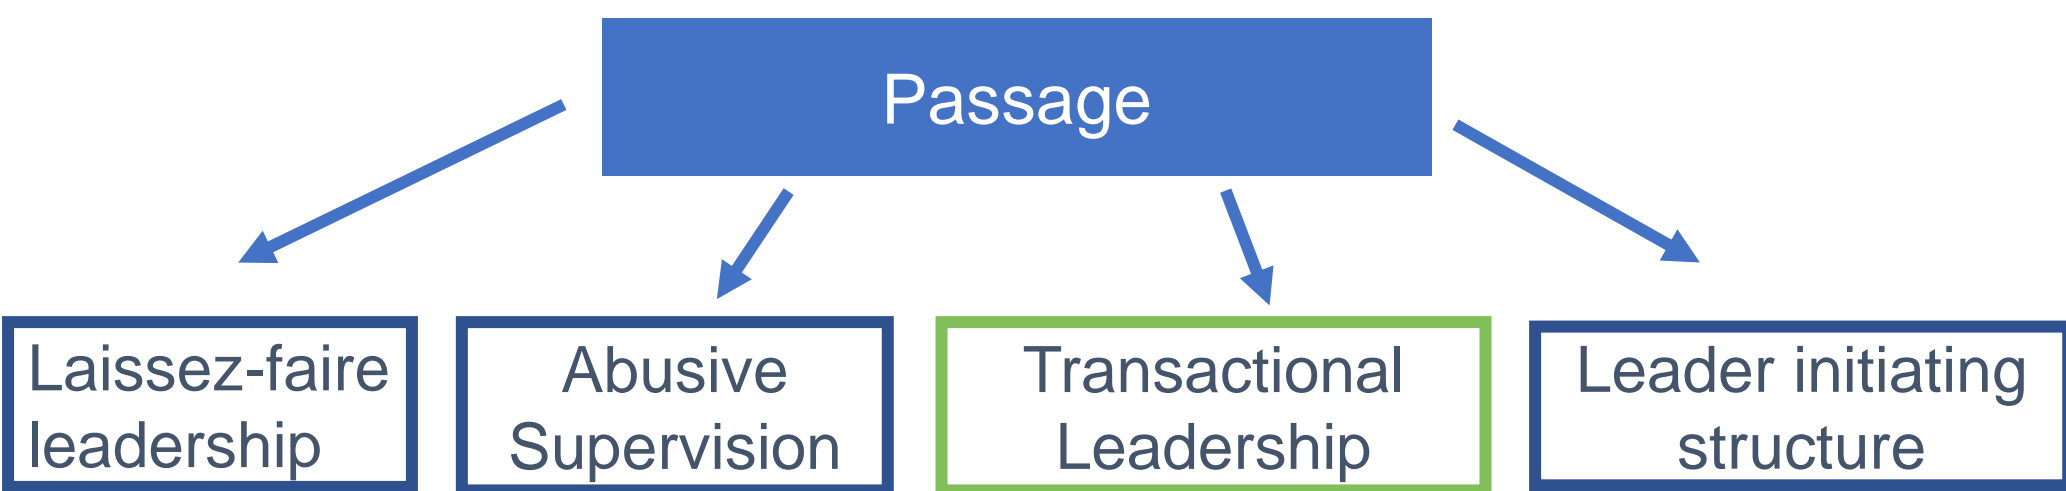 Passage
Laissez-faire
leadership
Abusive
Supervision
Transactional
Leadership
Leader initiating
structure